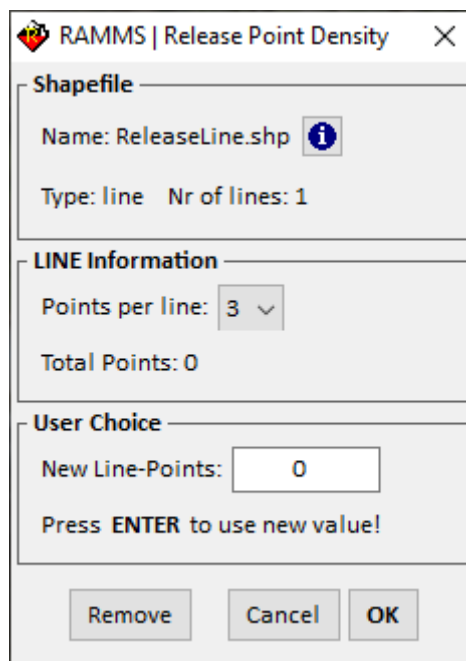 RAMMS | Release Point Density
Shapefile
Name: ReleaseLine.shp
Type: line Nr of lines: 1
LINE Information
Points per line: 3
Total Points: 0
User Choice
New Line-Points: 0
Press ENTER to use new value!
Remove Cancel OK